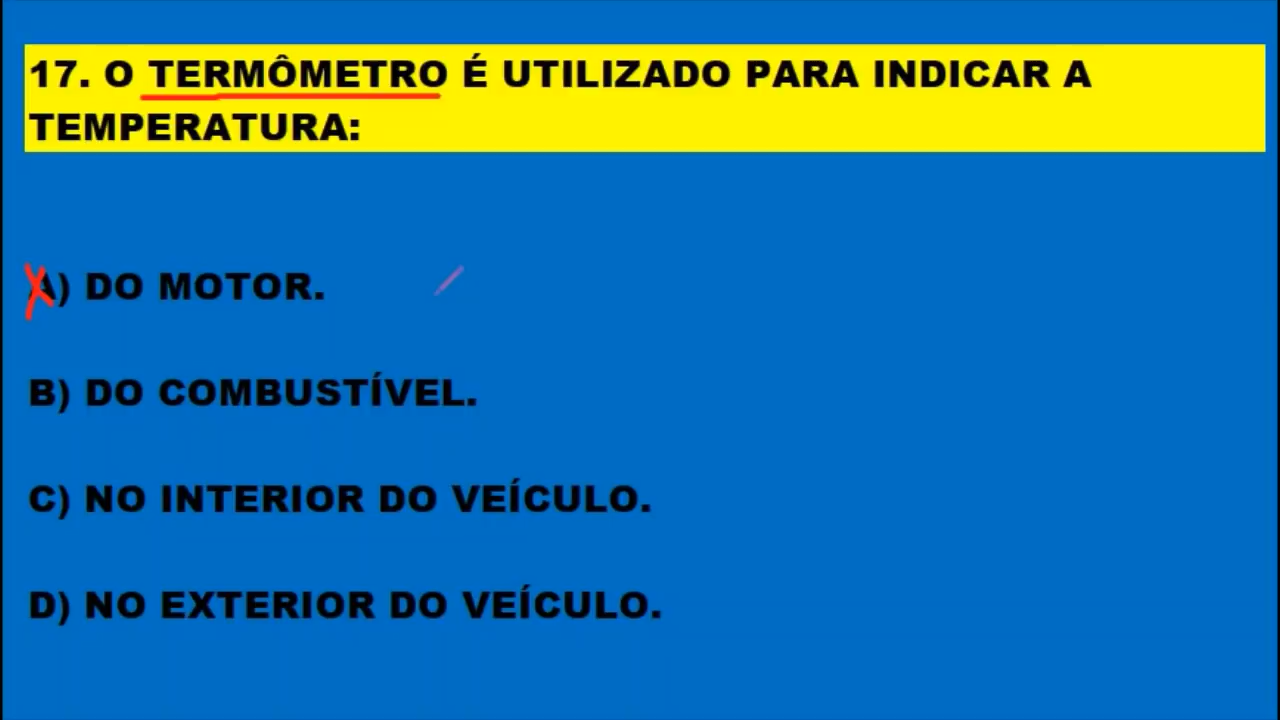 17. O TERMÔMETRO É UTILIZADO PARA INDICAR A
TEMPERATURA:
A) DO MOTOR.
B) DO COMBUSTÍVEL.
C) NO INTERIOR DO VEÍCULO.
D) NO EXTERIOR DO VEÍCULO.